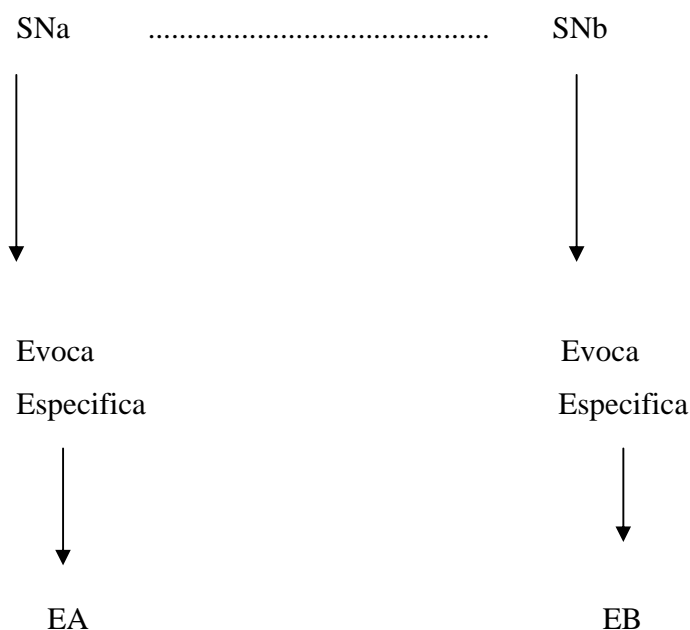 SNa ............................................ SNb
Evoca Evoca
Especifica Especifica
EA EB